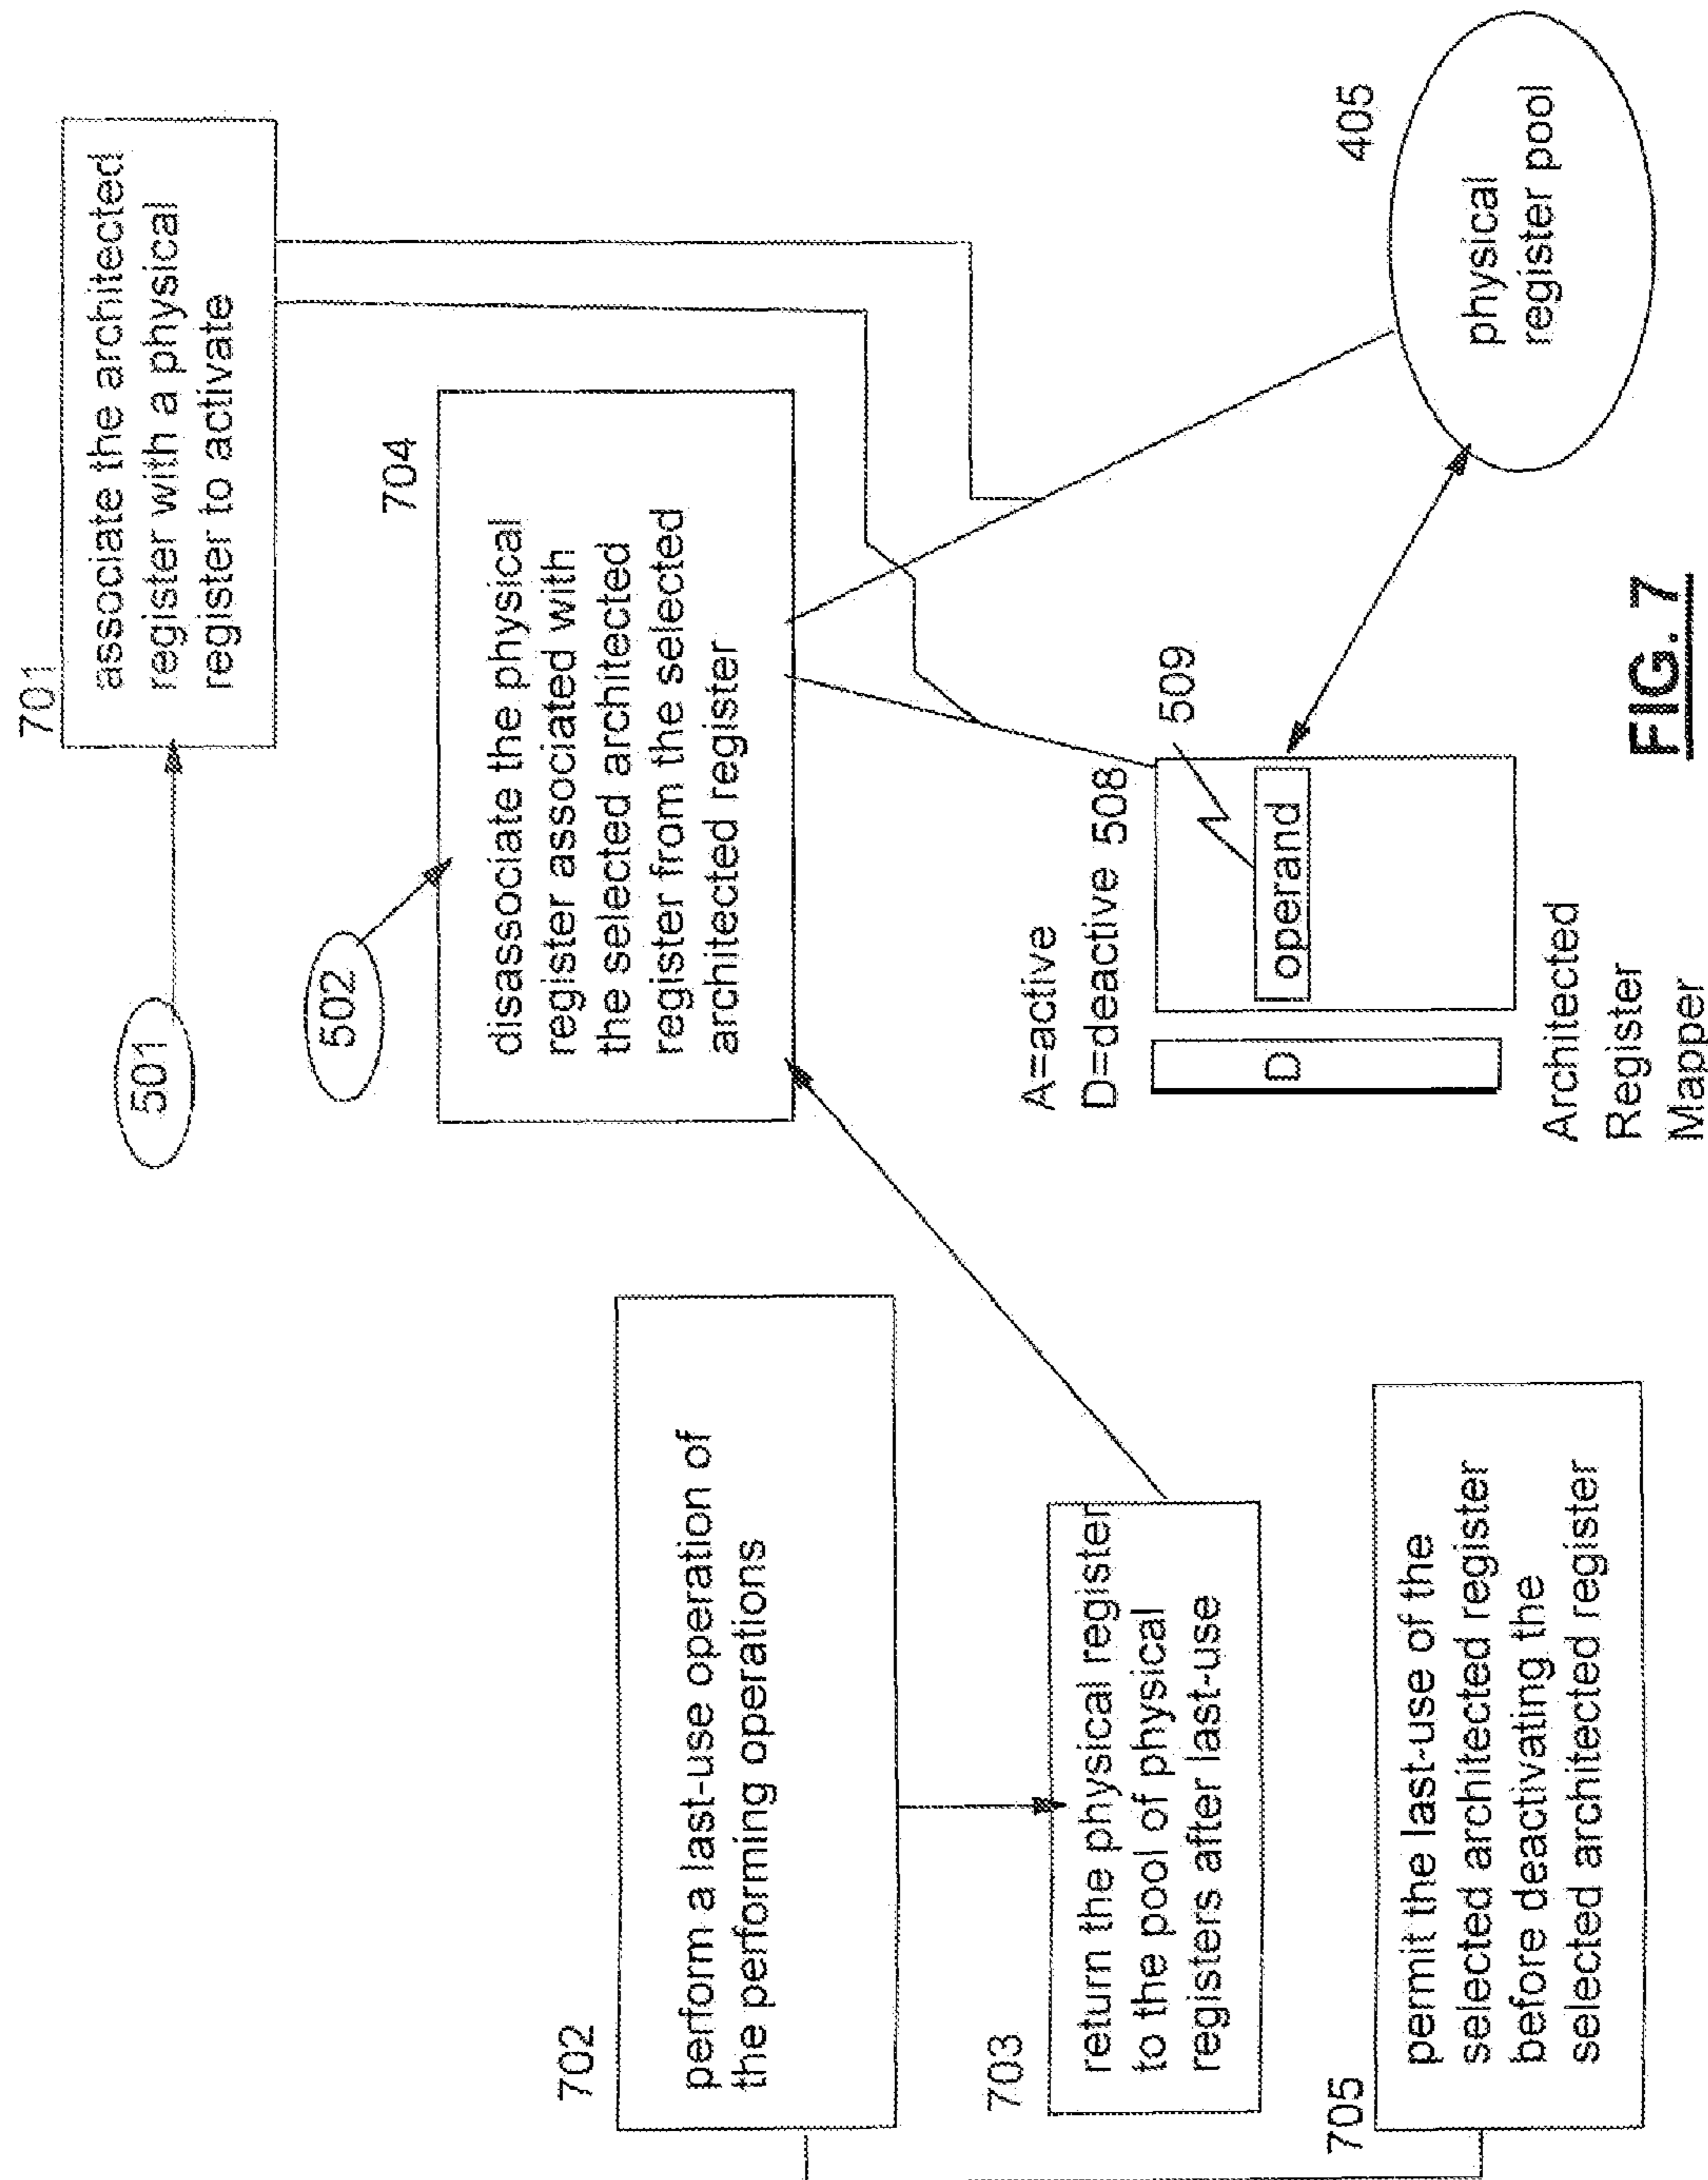 702
perform a last-use operation of
the performing operations
703
return the physical register
to the pool of physical
registers after last-use
705
permit the last-use of the
selected architected register
before deactivating the
selected architected register
501
701
associate the architected
register with a physical
register to activate
502
704
disassociate the physical
register associated with
the selected architected
register from the selected
architected register
A=active
D=deactive 508
509
D
operand
Architected
Register
Mapper
405
physical
register pool
FIG. 7